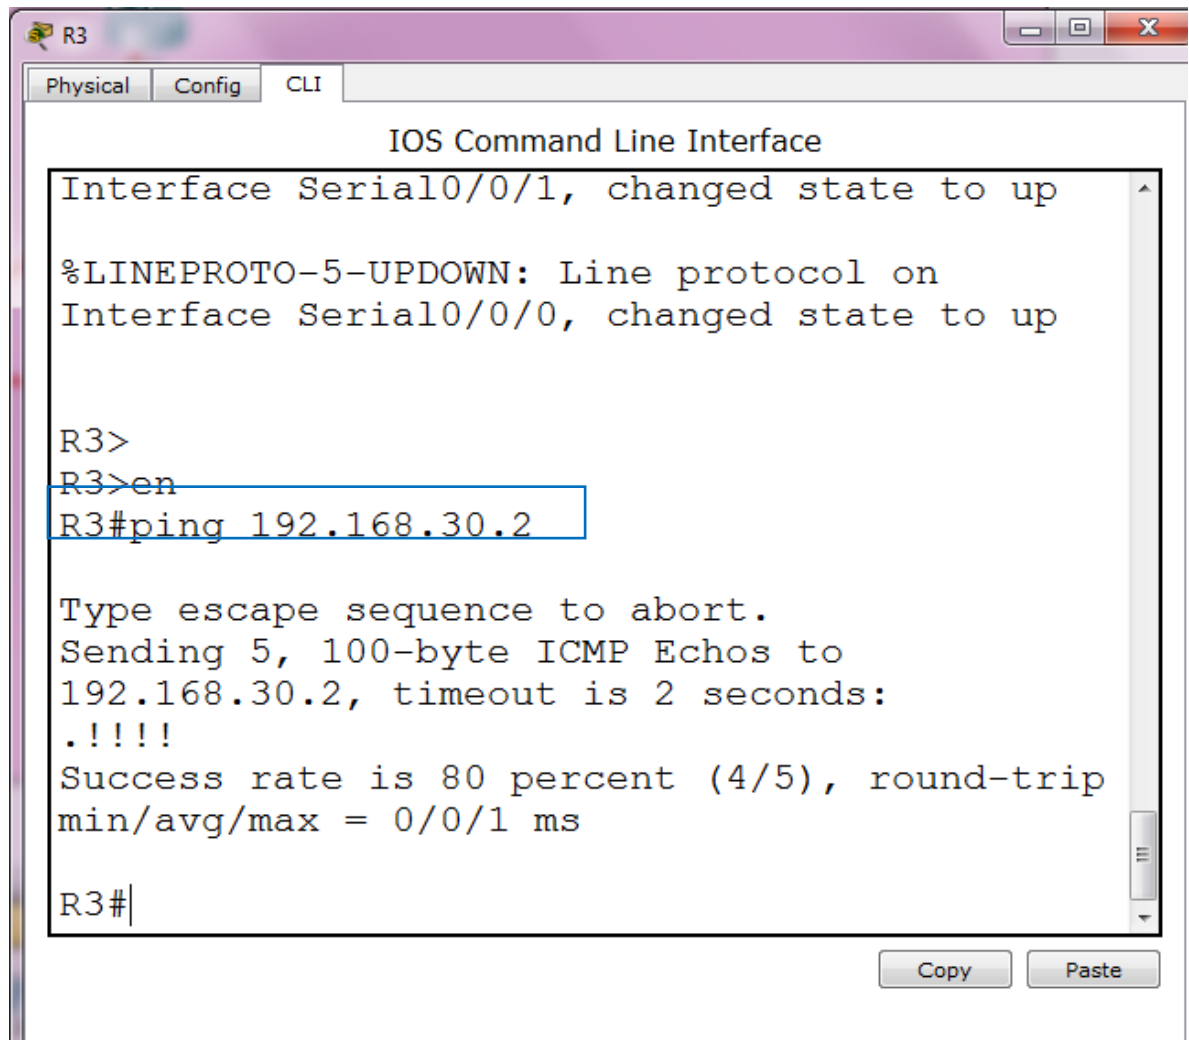 R3
Physical Config CLI
IOS Command Line Interface
Interface Serial0/0/1, changed state to up
%LINEPROTO-5-UPDOWN: Line protocol on
Interface Serial0/0/0, changed state to up
R3>
R3>en
R3#ping 192.168.30.2
Type escape sequence to abort.
Sending 5, 100-byte ICMP Echos to
192.168.30.2, timeout is 2 seconds:
.!!!!
Success rate is 80 percent (4/5), round-trip
min/avg/max = 0/0/1 ms
R3#
Copy Paste